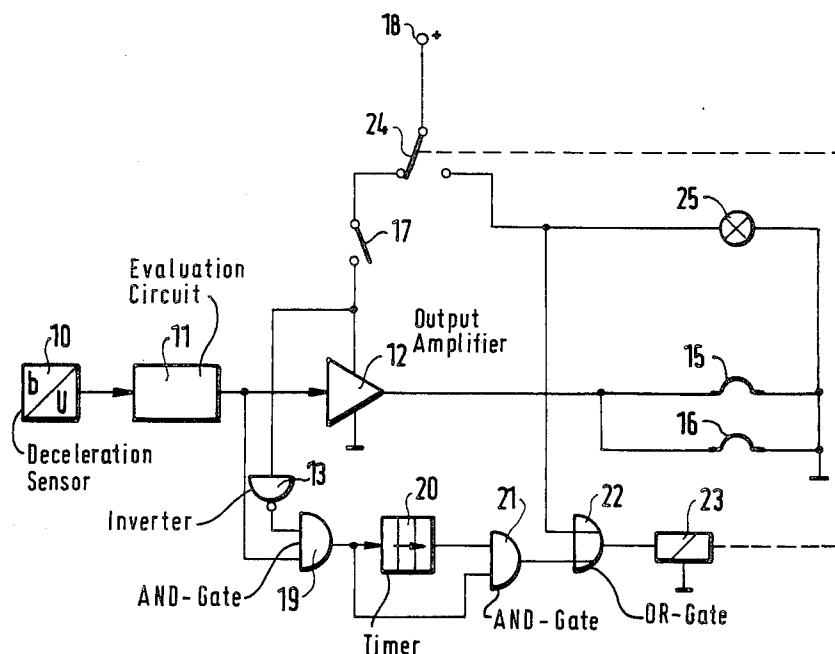 18 +
24
25
17
Evaluation
Circuit
Output
Amplifier
10
11
12
15
b
U
16
Deceleration
Sensor
13
20
21
22
23
Inverter
19
AND-Gate
AND-Gate
OR-Gate
Timer